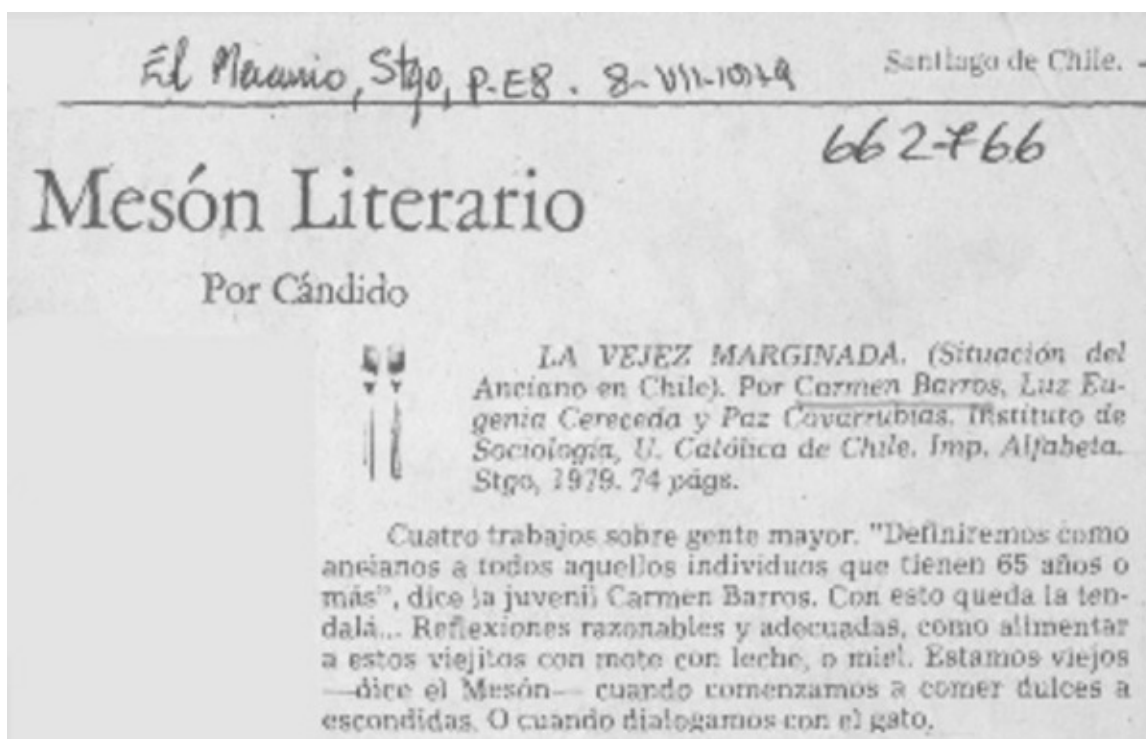 El Mercurio, Stgo, P.E8. 8-VII-1979
Santiago de Chile.
662766
Mesón Literario
Por Cándido
LA VEJEZ MARGINADA. (Situación del
Anciano en Chile). Por Carmen Barros, Luz Eu-
genia Cereceda y Paz Covarrubias. Instituto de
Sociología, U. Católica de Chile. Imp. Alfabeta.
Stgo, 1979. 74 págs.
Cuatro trabajos sobre gente mayor. "Definiremos como
ancianos a todos aquellos individuos que tienen 65 años o
más", dice la juvenil Carmen Barros. Con esto queda la ten-
dalá... Reflexiones razonables y adecuadas, como alimentar
a estos viejitos con mote con leche, o miel. Estamos viejos
—dice el Mesón— cuando comenzamos a comer dulces a
escondidas. O cuando dialogamos con el gato.